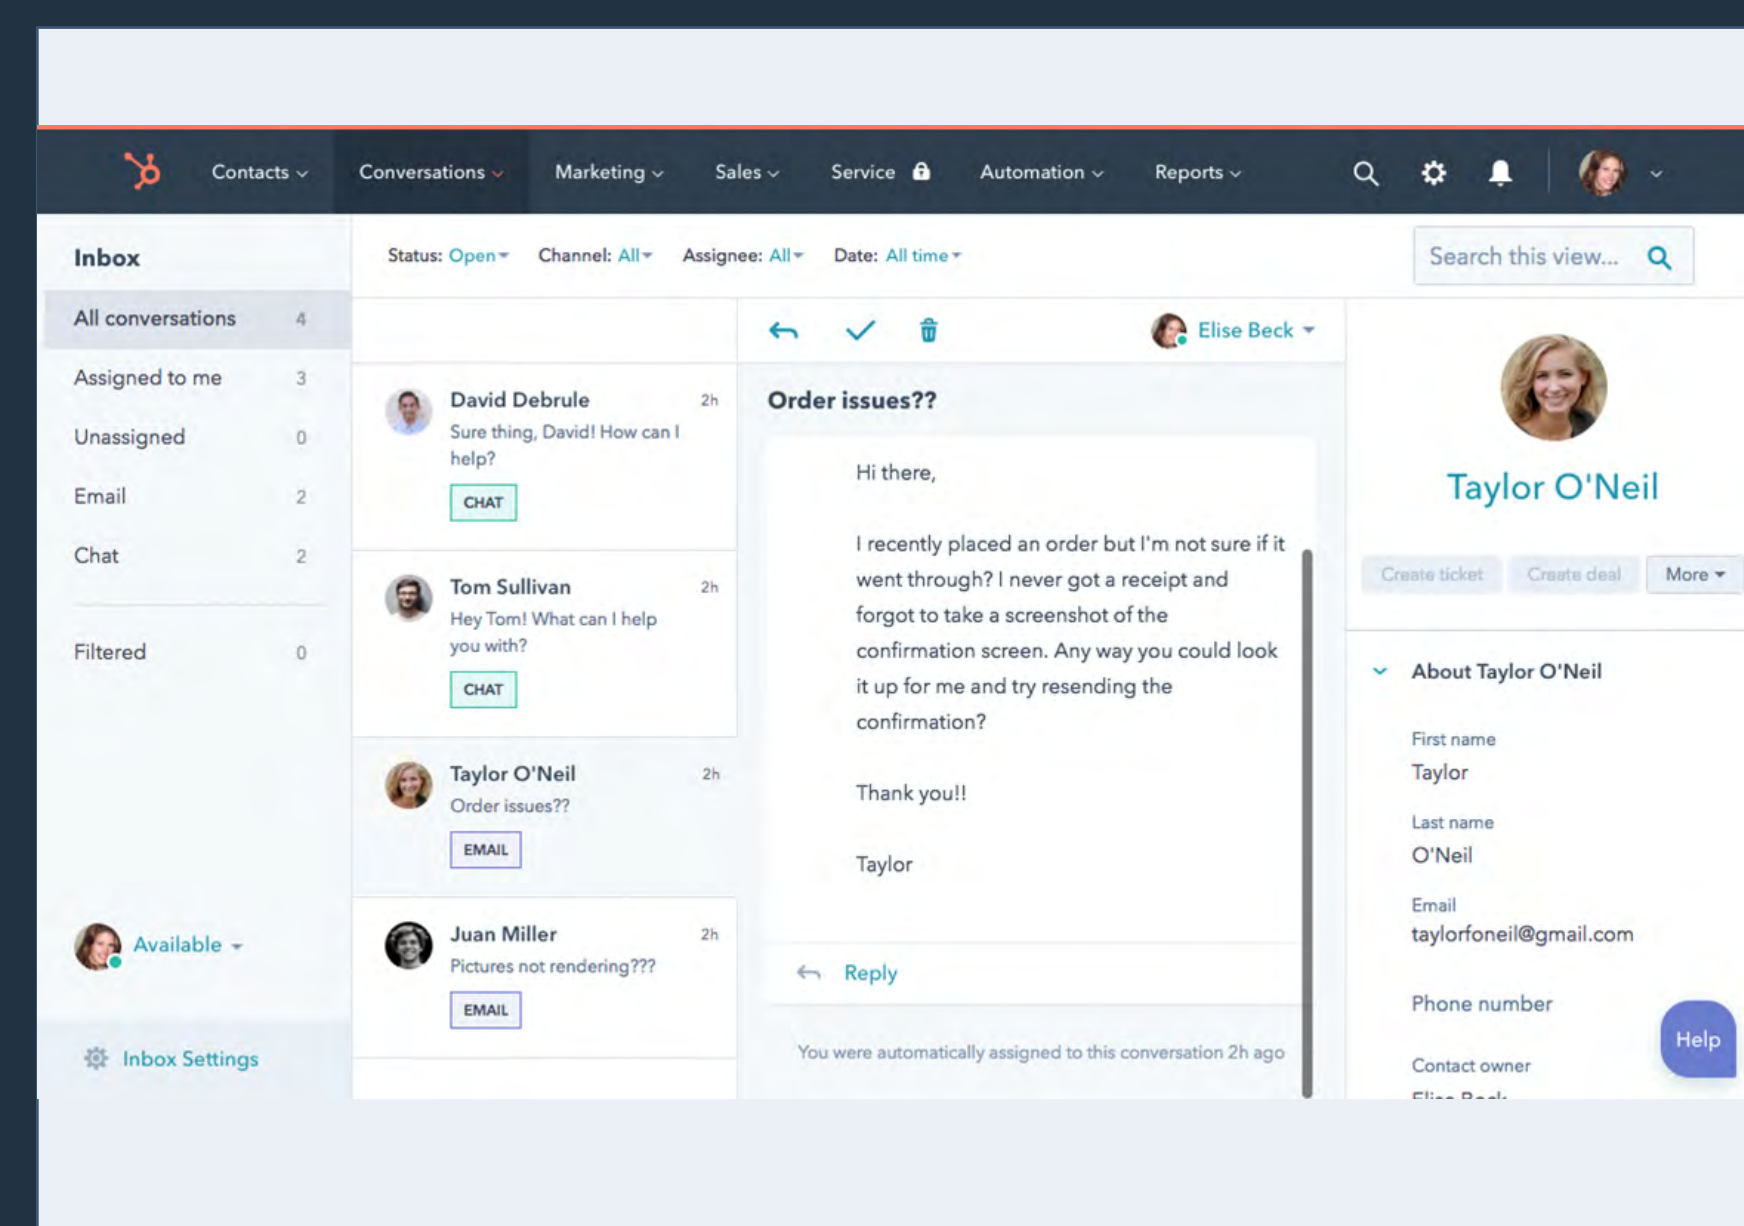 Contacts
Conversations
Marketing
Sales
Service
Automation
Reports
Inbox
All conversations 4
Assigned to me 3
Unassigned 0
Email 2
Chat 2
Filtered 0
Available
Inbox Settings
Status: Open
Channel: All
Assignee: All
Date: All time
Search this view...
David Debrule 2h
Sure thing, David! How can I
help?
CHAT
Tom Sullivan 2h
Hey Tom! What can I help
you with?
CHAT
Taylor O'Neil 2h
Order issues??
EMAIL
Juan Miller 2h
Pictures not rendering???
EMAIL
Elise Beck
Order issues??
Hi there,
I recently placed an order but I'm not sure if it
went through? I never got a receipt and
forgot to take a screenshot of the
confirmation screen. Any way you could look
it up for me and try resending the
confirmation?
Thank you!!
Taylor
Reply
You were automatically assigned to this conversation 2h ago
Taylor O'Neil
Create ticket
Create deal
More
About Taylor O'Neil
First name
Taylor
Last name
O'Neil
Email
taylorfoneil@gmail.com
Phone number
Contact owner
Elise Beck
Help